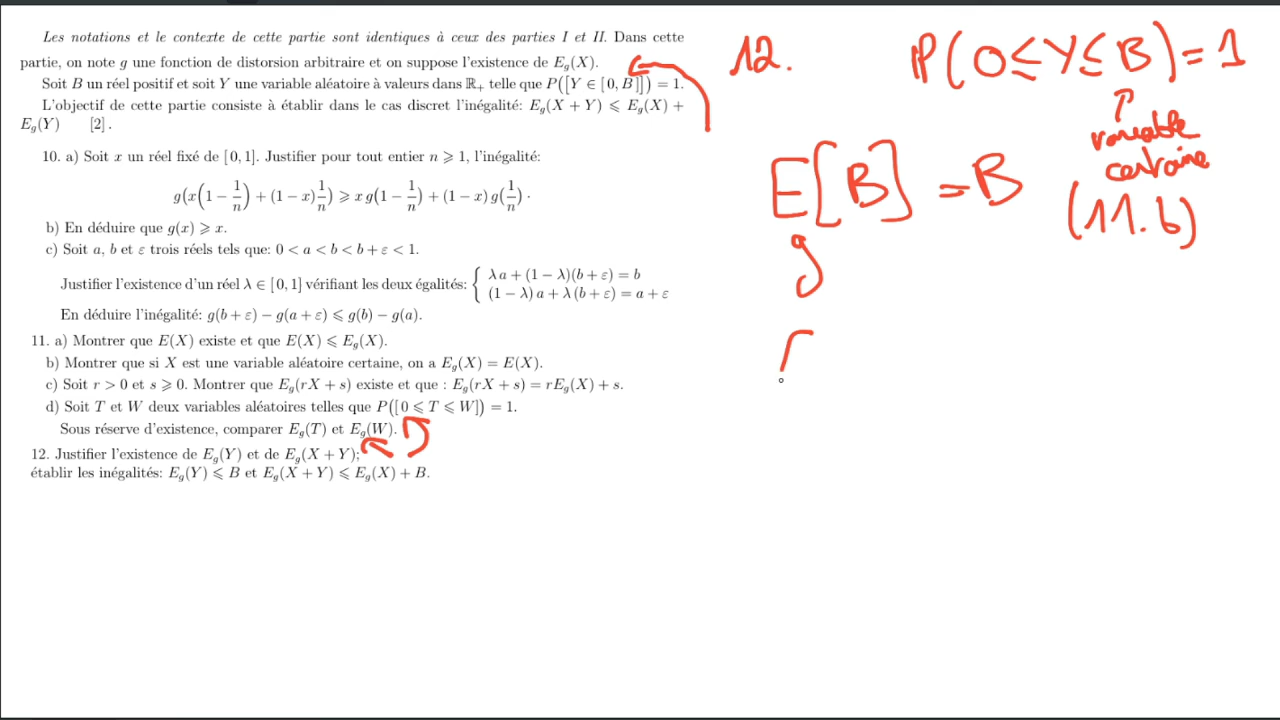 Les notations et le contexte de cette partie sont identiques à ceux des parties I et II. Dans cette
partie, on note g une fonction de distorsion arbitraire et on suppose l'existence de E_g(X).
Soit B un réel positif et soit Y une variable aléatoire à valeurs dans ℝ₊ telle que P([Y ∈ [0, B]]) = 1.
L'objectif de cette partie consiste à établir dans le cas discret l'inégalité: E_g(X + Y) ⩽ E_g(X) +
E_g(Y) [2].
10. a) Soit x un réel fixé de [0, 1]. Justifier pour tout entier n ⩾ 1, l'inégalité:
g(x(1 − 1/n) + (1 − x)1/n) ⩾ x g(1 − 1/n) + (1 − x) g(1/n).
b) En déduire que g(x) ⩾ x.
c) Soit a, b et ε trois réels tels que: 0 < a < b < b + ε < 1.
Justifier l'existence d'un réel λ ∈ [0, 1] vérifiant les deux égalités: { λ a + (1 − λ)(b + ε) = b
(1 − λ) a + λ (b + ε) = a + ε
En déduire l'inégalité: g(b + ε) − g(a + ε) ⩽ g(b) − g(a).
11. a) Montrer que E(X) existe et que E(X) ⩽ E_g(X).
b) Montrer que si X est une variable aléatoire certaine, on a E_g(X) = E(X).
c) Soit r > 0 et s ⩾ 0. Montrer que E_g(rX + s) existe et que : E_g(rX + s) = rE_g(X) + s.
d) Soit T et W deux variables aléatoires telles que P([0 ⩽ T ⩽ W]) = 1.
Sous réserve d'existence, comparer E_g(T) et E_g(W).
12. Justifier l'existence de E_g(Y) et de E_g(X + Y);
établir les inégalités: E_g(Y) ⩽ B et E_g(X + Y) ⩽ E_g(X) + B.
12. P(0 ≤ Y ≤ B) = 1
variable
certaine
(11.b)
E_g[B] = B